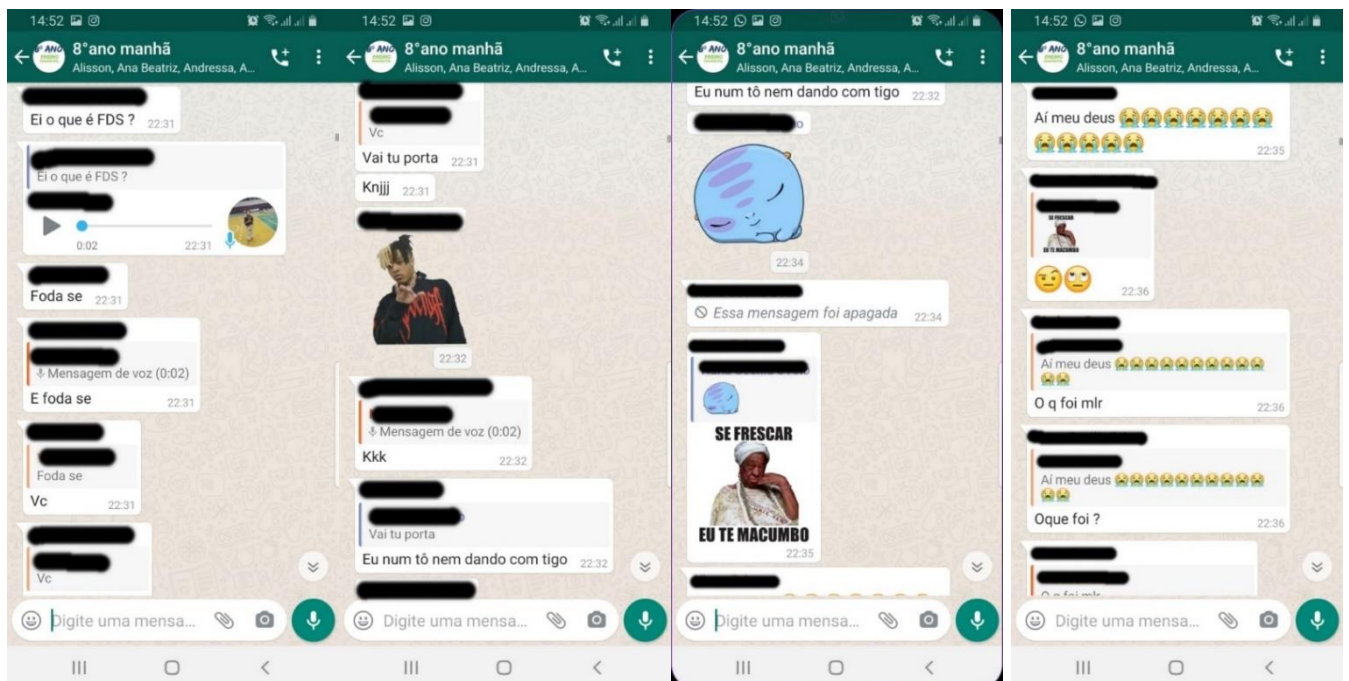 14:52
8°ano manhã
Alisson, Ana Beatriz, Andressa, A...
Ei o que é FDS ? 22:31
Ei o que é FDS ?
0:02 22:31
Foda se 22:31
Mensagem de voz (0:02)
E foda se 22:31
Foda se
Vc 22:31
Vc
Digite uma mensa...
14:52
8°ano manhã
Alisson, Ana Beatriz, Andressa, A...
Vc
Vai tu porta 22:31
Knjjj 22:31
22:32
Mensagem de voz (0:02)
Kkk 22:32
Vai tu porta
Eu num tô nem dando com tigo 22:32
Digite uma mensa...
14:52
8°ano manhã
Alisson, Ana Beatriz, Andressa, A...
Eu num tô nem dando com tigo 22:32
22:34
Essa mensagem foi apagada 22:34
SE FRESCAR
EU TE MACUMBO
22:35
Digite uma mensa...
14:52
8°ano manhã
Alisson, Ana Beatriz, Andressa, A...
Aí meu deus 😭😭😭😭😭😭😭
😭😭😭😭😭 22:35
SE FRESCAR
EU TE MACUMBO
🤨🙄 22:36
Aí meu deus 😭😭😭😭😭😭😭😭😭😭
😭😭
O q foi mlr 22:36
Aí meu deus 😭😭😭😭😭😭😭😭😭😭
😭😭
Oque foi ? 22:36
O q foi mlr
Digite uma mensa...